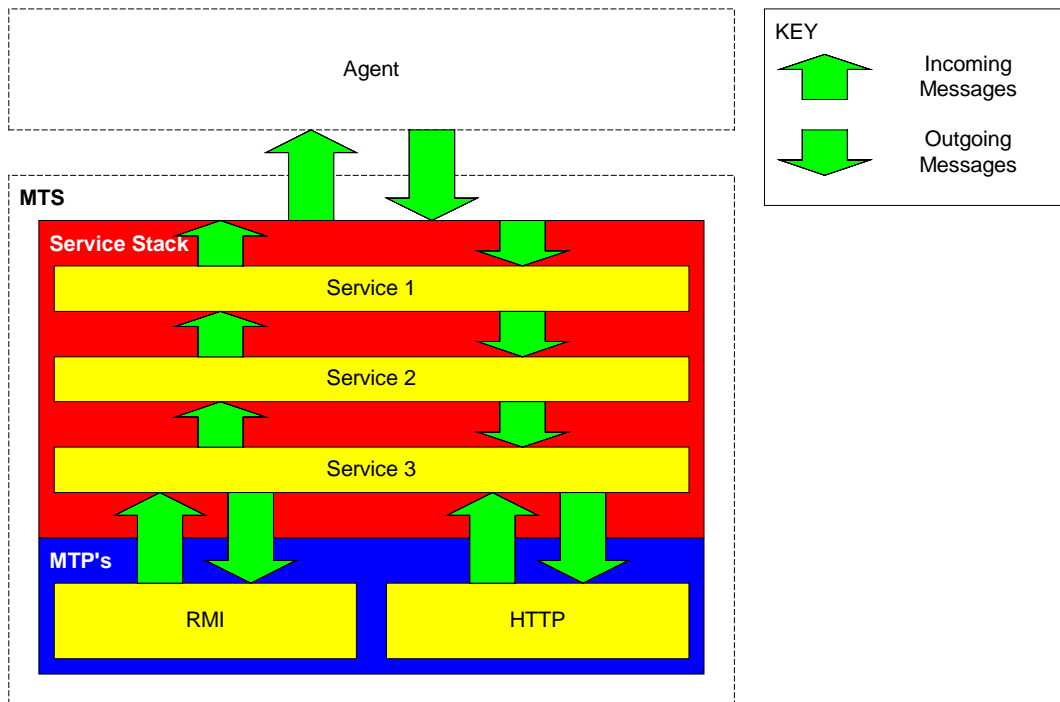 Agent
KEY
Incoming
Messages
Outgoing
Messages
MTS
Service Stack
Service 1
Service 2
Service 3
MTP's
RMI
HTTP